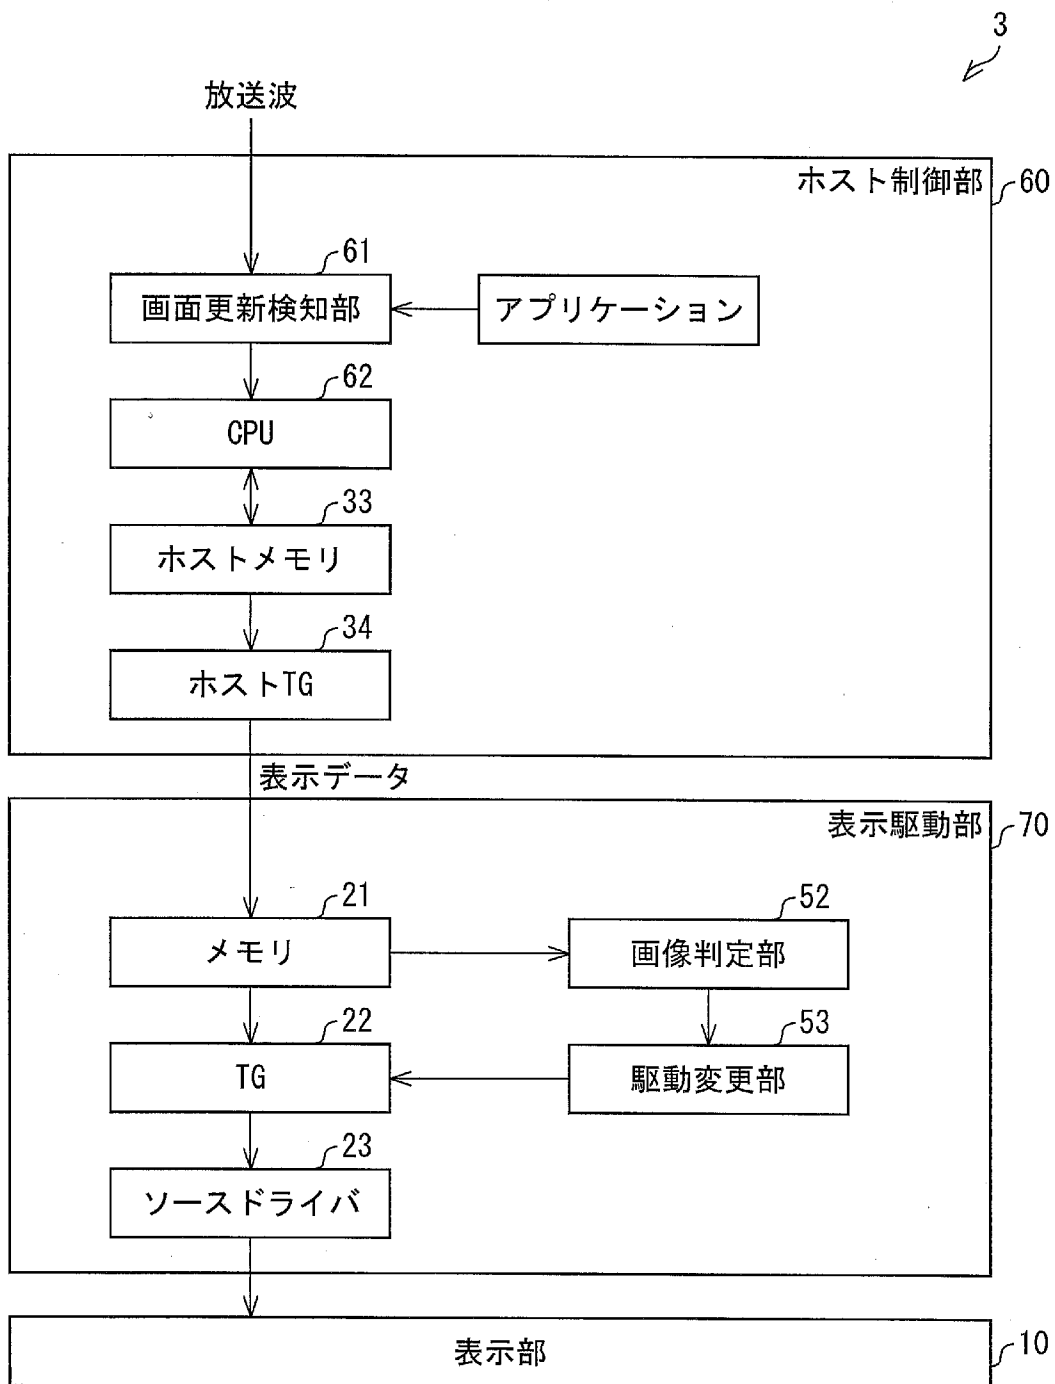 3
放送波
ホスト制御部
60
61
画面更新検知部
アプリケーション
62
CPU
33
ホストメモリ
34
ホストTG
表示データ
表示駆動部
70
21
メモリ
52
画像判定部
22
TG
53
駆動変更部
23
ソースドライバ
表示部
10